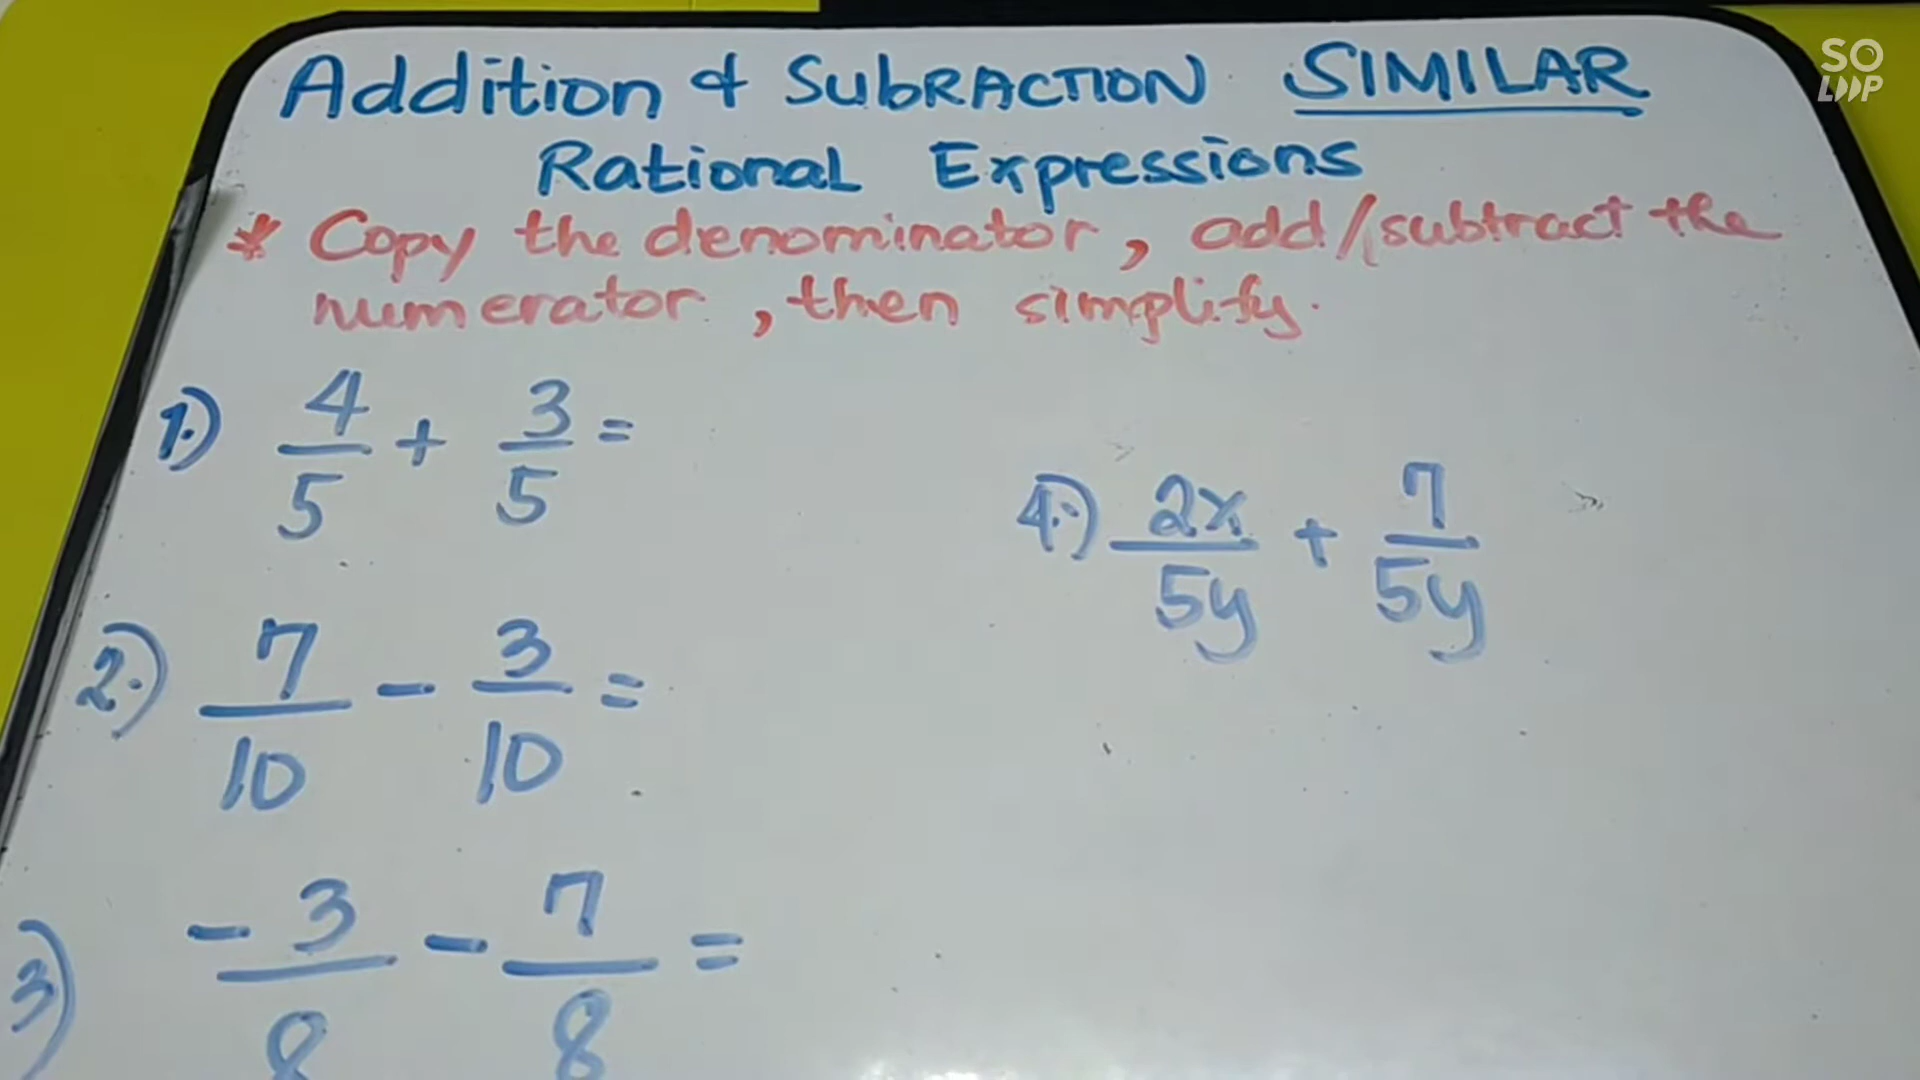 Addition & SubRACTION SIMILAR
Rational Expressions
* Copy the denominator, add/subtract the
numerator, then simplify.
1.) 4/5 + 3/5 =
2.) 7/10 - 3/10 =
3) -3/8 - 7/8 =
4.) 2x/5y + 7/5y
SO
LOOP